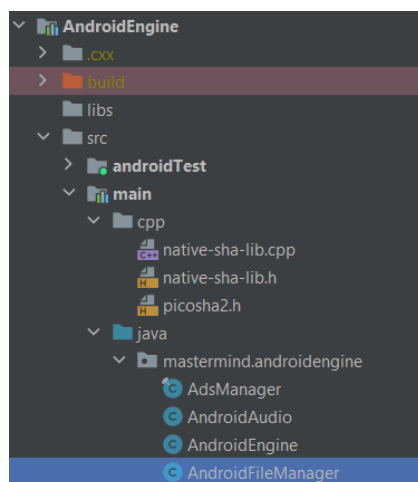 AndroidEngine
.cxx
build
libs
src
androidTest
main
cpp
native-sha-lib.cpp
native-sha-lib.h
picosha2.h
java
mastermind.androidengine
AdsManager
AndroidAudio
AndroidEngine
AndroidFileManager